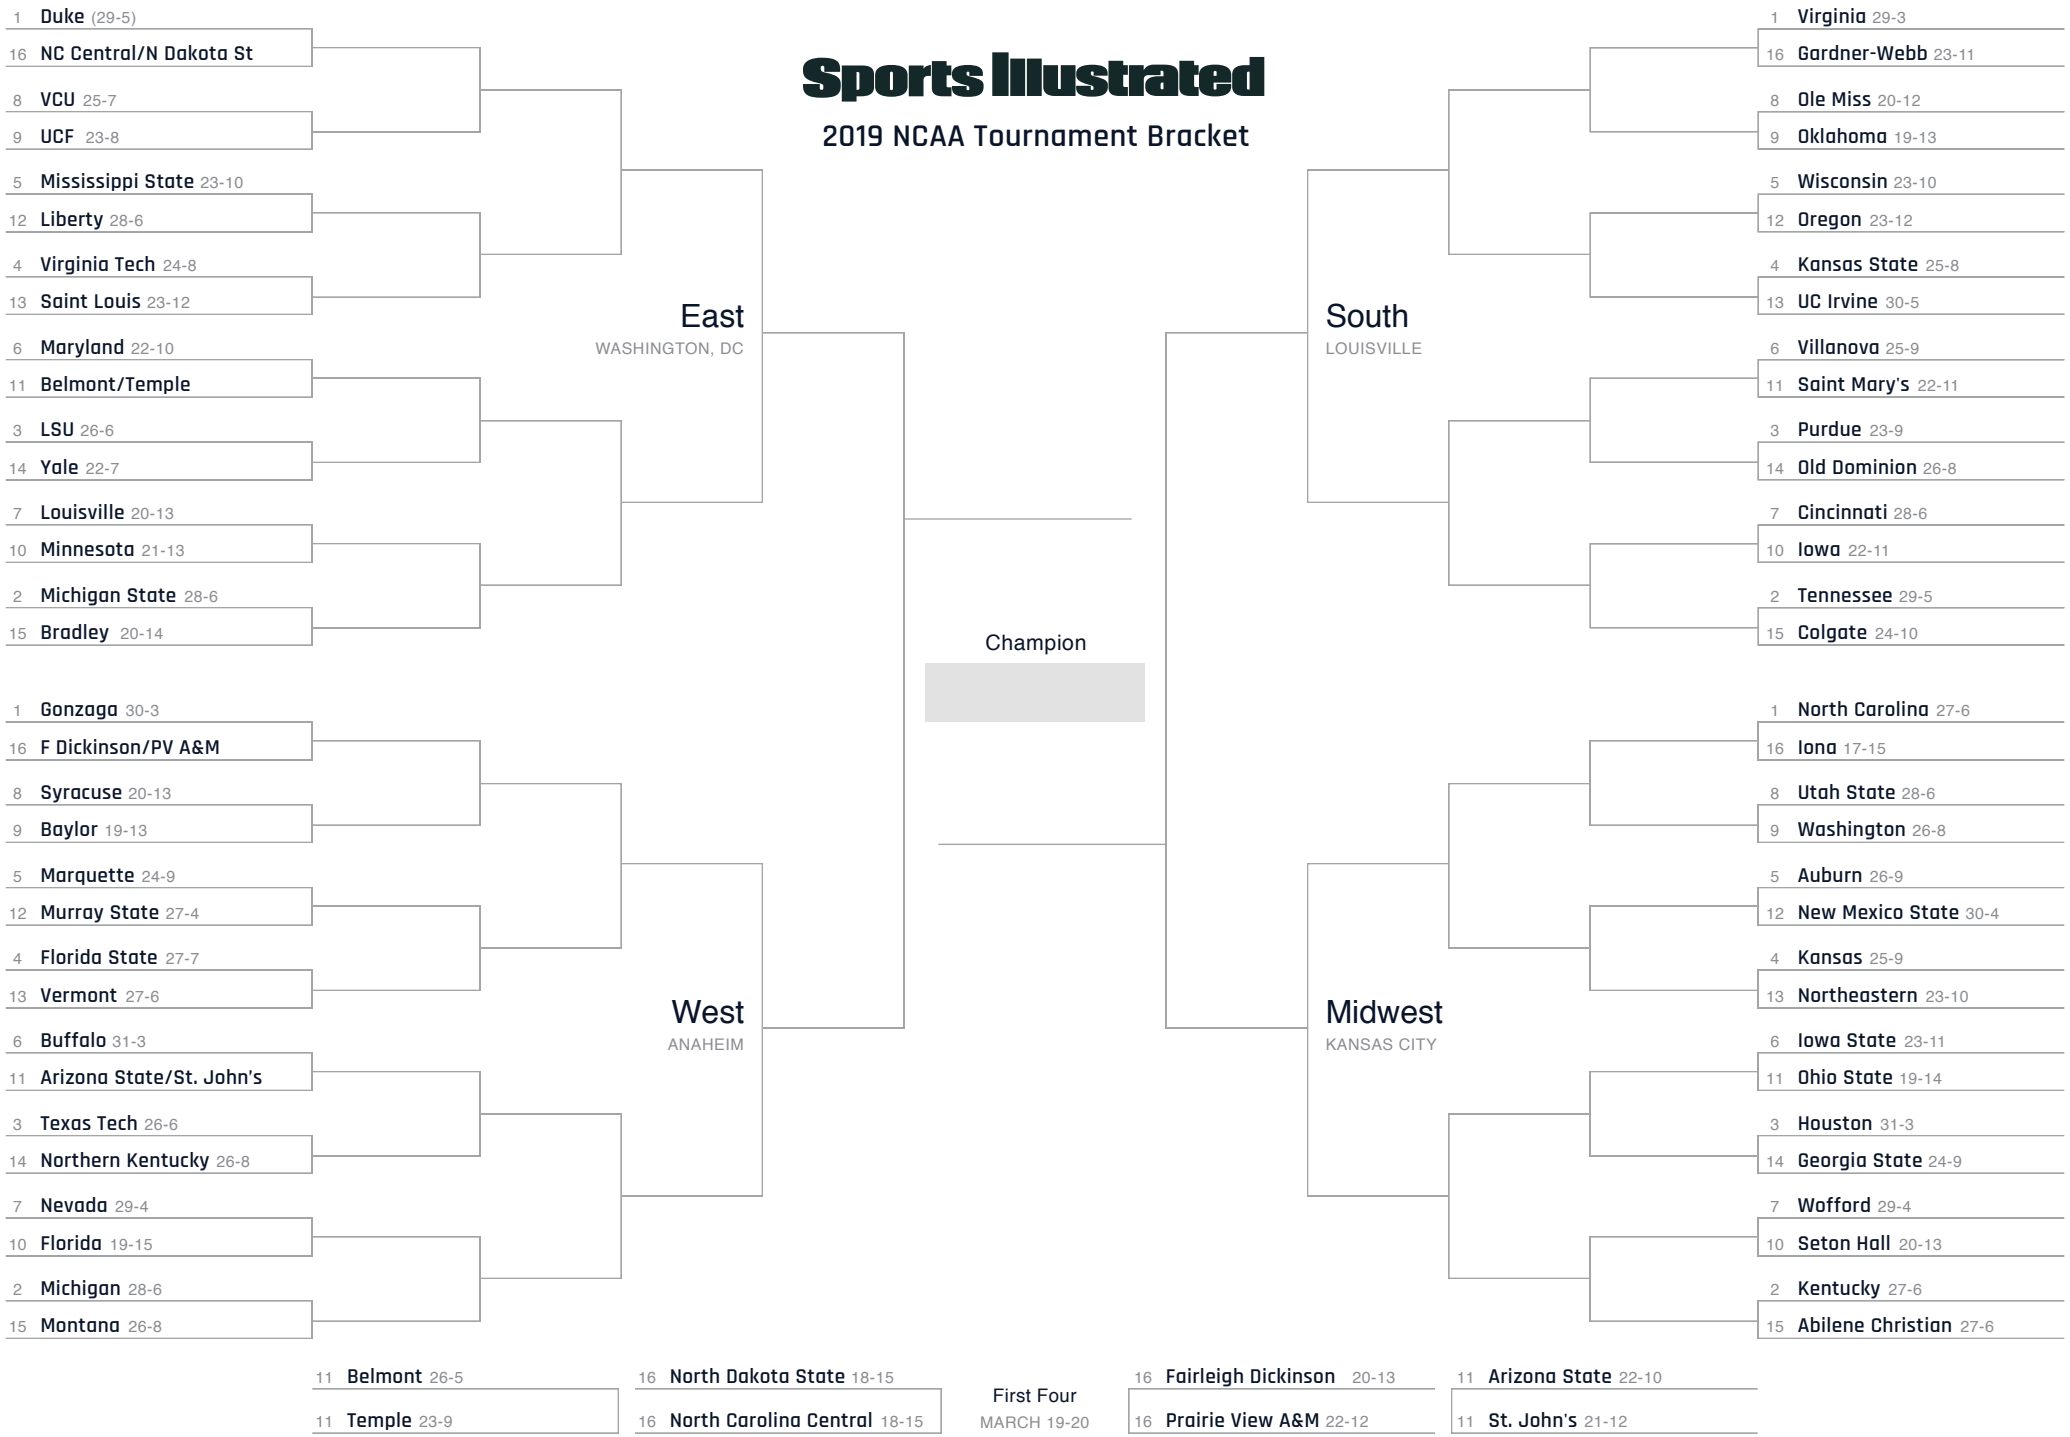 Sports Illustrated
2019 NCAA Tournament Bracket
1 Duke (29-5)
16 NC Central/N Dakota St
8 VCU 25-7
9 UCF 23-8
5 Mississippi State 23-10
12 Liberty 28-6
4 Virginia Tech 24-8
13 Saint Louis 23-12
6 Maryland 22-10
11 Belmont/Temple
3 LSU 26-6
14 Yale 22-7
7 Louisville 20-13
10 Minnesota 21-13
2 Michigan State 28-6
15 Bradley 20-14
East
WASHINGTON, DC
1 Gonzaga 30-3
16 F Dickinson/PV A&M
8 Syracuse 20-13
9 Baylor 19-13
5 Marquette 24-9
12 Murray State 27-4
4 Florida State 27-7
13 Vermont 27-6
6 Buffalo 31-3
11 Arizona State/St. John's
3 Texas Tech 26-6
14 Northern Kentucky 26-8
7 Nevada 29-4
10 Florida 19-15
2 Michigan 28-6
15 Montana 26-8
West
ANAHEIM
Champion
1 Virginia 29-3
16 Gardner-Webb 23-11
8 Ole Miss 20-12
9 Oklahoma 19-13
5 Wisconsin 23-10
12 Oregon 23-12
4 Kansas State 25-8
13 UC Irvine 30-5
6 Villanova 25-9
11 Saint Mary's 22-11
3 Purdue 23-9
14 Old Dominion 26-8
7 Cincinnati 28-6
10 Iowa 22-11
2 Tennessee 29-5
15 Colgate 24-10
South
LOUISVILLE
1 North Carolina 27-6
16 Iona 17-15
8 Utah State 28-6
9 Washington 26-8
5 Auburn 26-9
12 New Mexico State 30-4
4 Kansas 25-9
13 Northeastern 23-10
6 Iowa State 23-11
11 Ohio State 19-14
3 Houston 31-3
14 Georgia State 24-9
7 Wofford 29-4
10 Seton Hall 20-13
2 Kentucky 27-6
15 Abilene Christian 27-6
Midwest
KANSAS CITY
11 Belmont 26-5
11 Temple 23-9
16 North Dakota State 18-15
16 North Carolina Central 18-15
First Four
MARCH 19-20
16 Fairleigh Dickinson 20-13
16 Prairie View A&M 22-12
11 Arizona State 22-10
11 St. John's 21-12